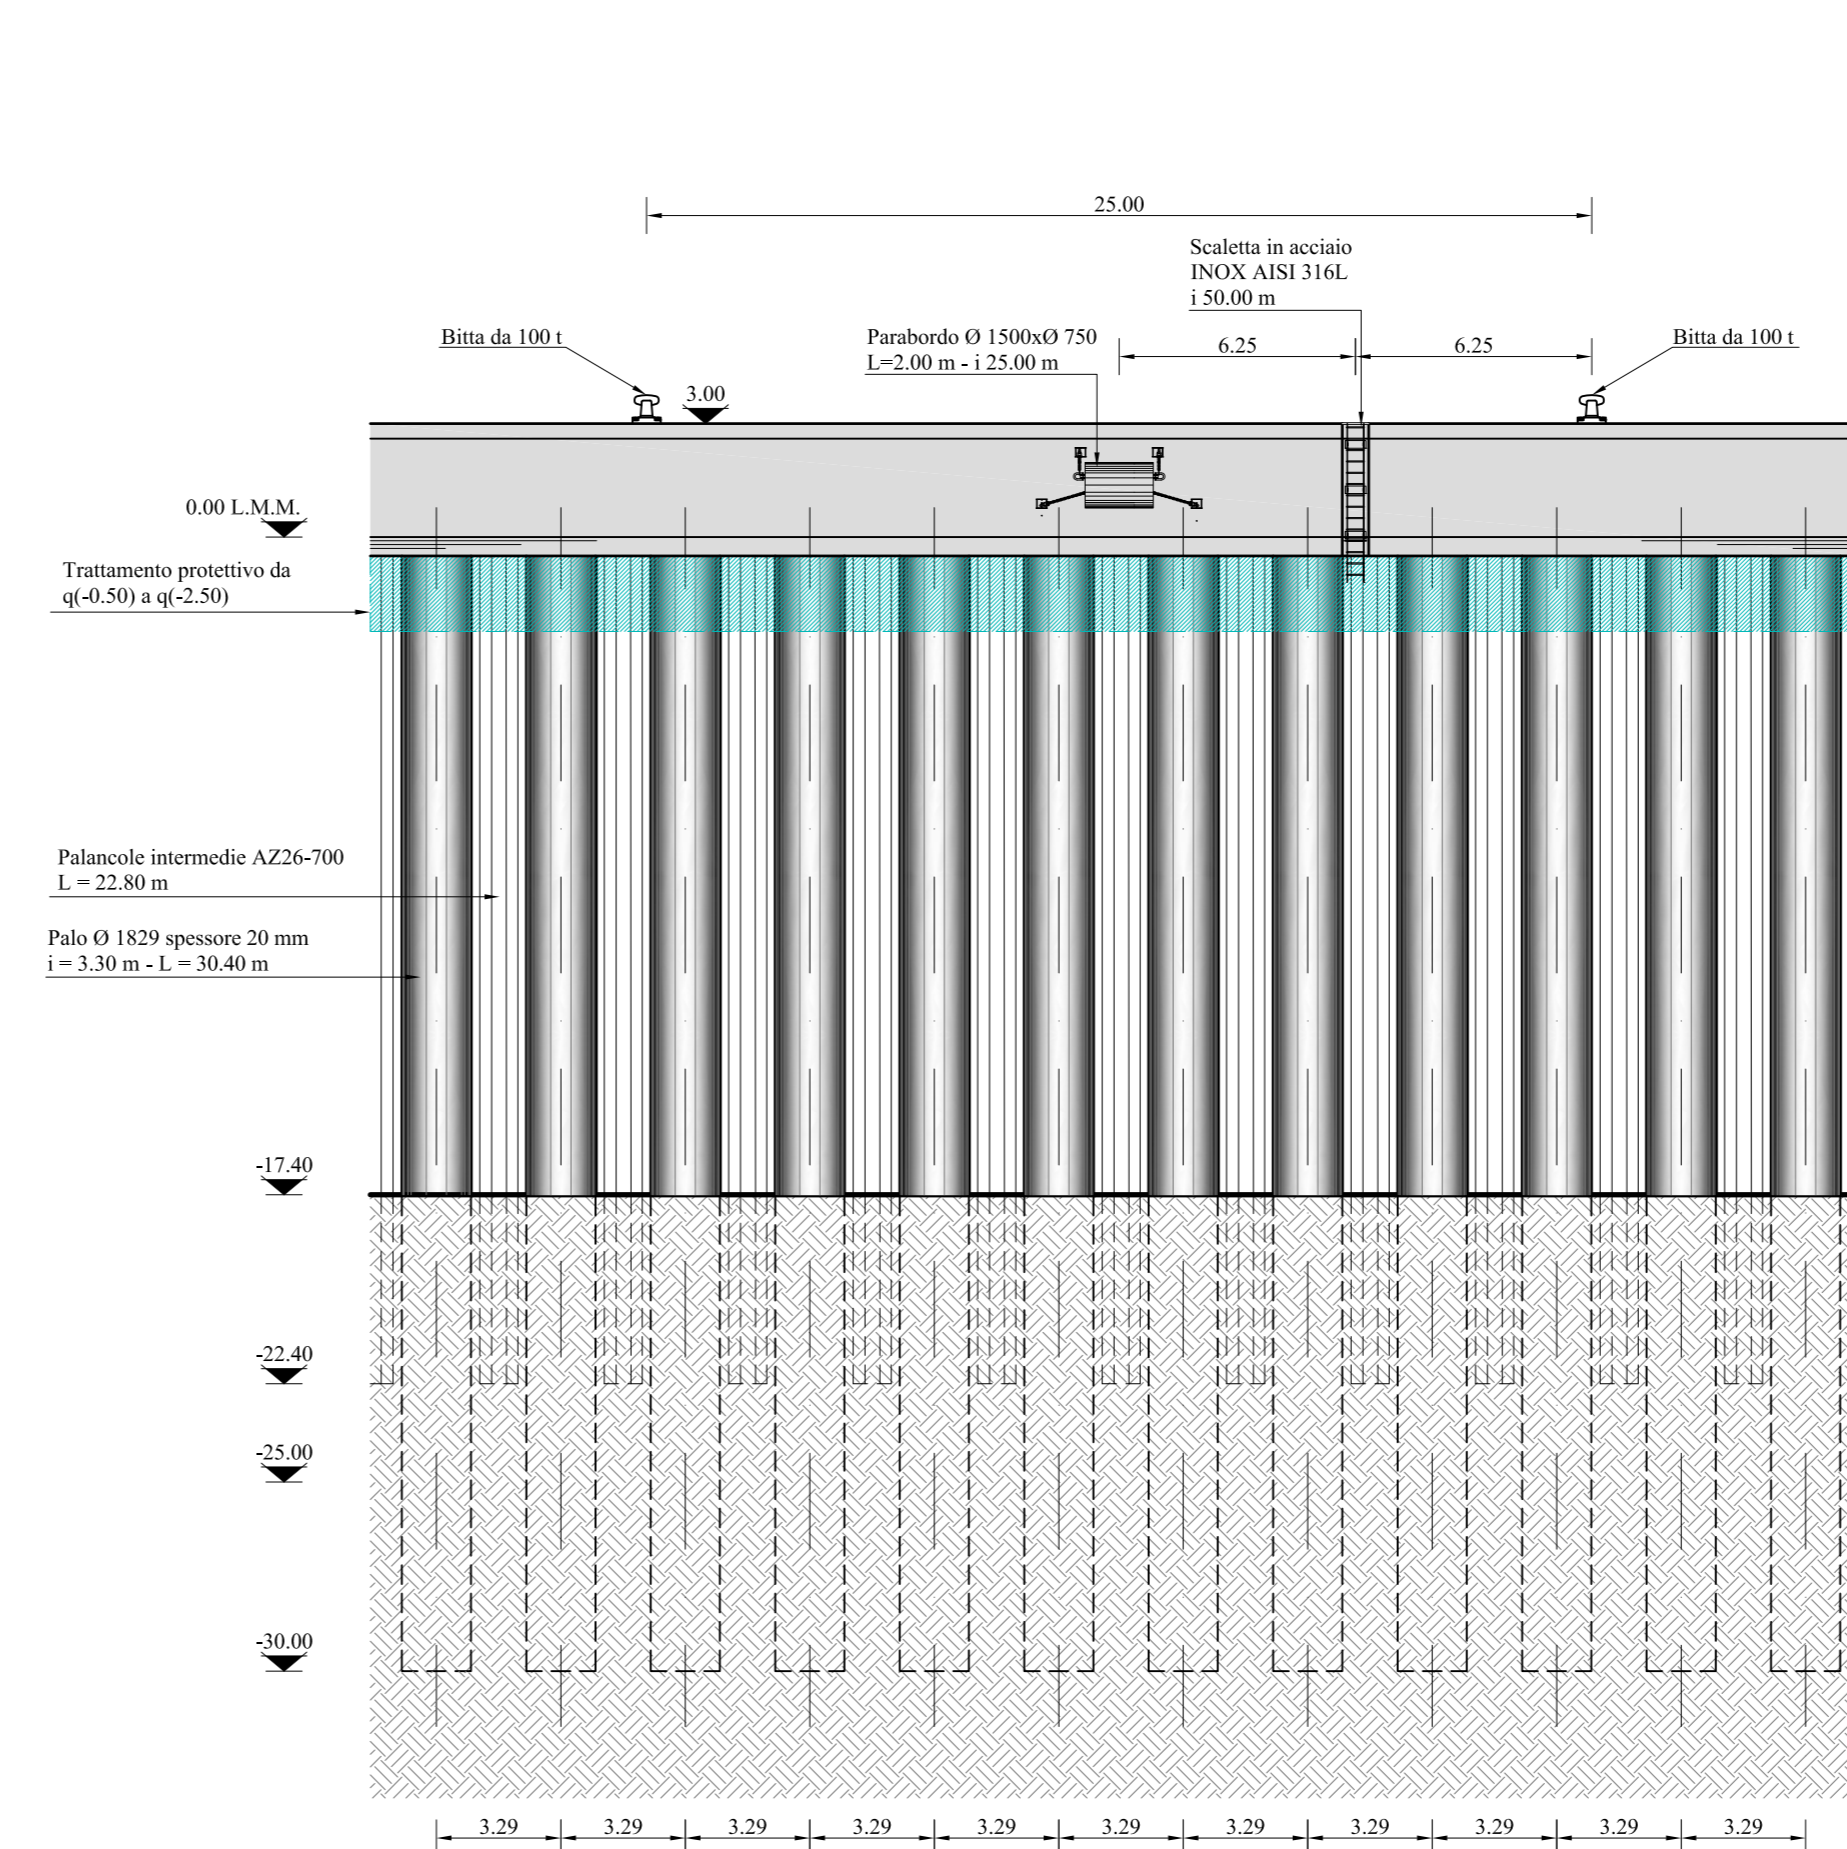 25.00
Scaletta in acciaio
INOX AISI 316L
i 50.00 m
Bitta da 100 t
Parabordo Ø 1500xØ 750
L=2.00 m - i 25.00 m
6.25
6.25
Bitta da 100 t
3.00
0.00 L.M.M.
Trattamento protettivo da
q(-0.50) a q(-2.50)
Palancole intermedie AZ26-700
L = 22.80 m
Palo Ø 1829 spessore 20 mm
i = 3.30 m - L = 30.40 m
-17.40
-22.40
-25.00
-30.00
3.29 3.29 3.29 3.29 3.29 3.29 3.29 3.29 3.29 3.29 3.29